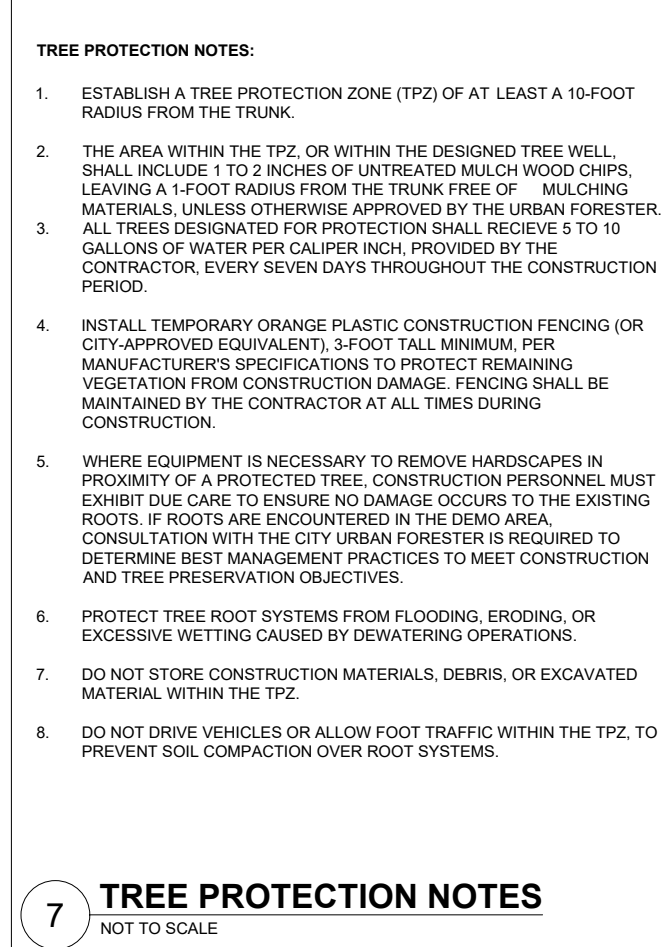 TREE PROTECTION NOTES:
1. ESTABLISH A TREE PROTECTION ZONE (TPZ) OF AT LEAST A 10-FOOT
RADIUS FROM THE TRUNK.
2. THE AREA WITHIN THE TPZ, OR WITHIN THE DESIGNED TREE WELL,
SHALL INCLUDE 1 TO 2 INCHES OF UNTREATED MULCH WOOD CHIPS,
LEAVING A 1-FOOT RADIUS FROM THE TRUNK FREE OF MULCHING
MATERIALS, UNLESS OTHERWISE APPROVED BY THE URBAN FORESTER.
3. ALL TREES DESIGNATED FOR PROTECTION SHALL RECIEVE 5 TO 10
GALLONS OF WATER PER CALIPER INCH, PROVIDED BY THE
CONTRACTOR, EVERY SEVEN DAYS THROUGHOUT THE CONSTRUCTION
PERIOD.
4. INSTALL TEMPORARY ORANGE PLASTIC CONSTRUCTION FENCING (OR
CITY-APPROVED EQUIVALENT), 3-FOOT TALL MINIMUM, PER
MANUFACTURER'S SPECIFICATIONS TO PROTECT REMAINING
VEGETATION FROM CONSTRUCTION DAMAGE. FENCING SHALL BE
MAINTAINED BY THE CONTRACTOR AT ALL TIMES DURING
CONSTRUCTION.
5. WHERE EQUIPMENT IS NECESSARY TO REMOVE HARDSCAPES IN
PROXIMITY OF A PROTECTED TREE, CONSTRUCTION PERSONNEL MUST
EXHIBIT DUE CARE TO ENSURE NO DAMAGE OCCURS TO THE EXISTING
ROOTS. IF ROOTS ARE ENCOUNTERED IN THE DEMO AREA,
CONSULTATION WITH THE CITY URBAN FORESTER IS REQUIRED TO
DETERMINE BEST MANAGEMENT PRACTICES TO MEET CONSTRUCTION
AND TREE PRESERVATION OBJECTIVES.
6. PROTECT TREE ROOT SYSTEMS FROM FLOODING, ERODING, OR
EXCESSIVE WETTING CAUSED BY DEWATERING OPERATIONS.
7. DO NOT STORE CONSTRUCTION MATERIALS, DEBRIS, OR EXCAVATED
MATERIAL WITHIN THE TPZ.
8. DO NOT DRIVE VEHICLES OR ALLOW FOOT TRAFFIC WITHIN THE TPZ, TO
PREVENT SOIL COMPACTION OVER ROOT SYSTEMS.
7 TREE PROTECTION NOTES
NOT TO SCALE